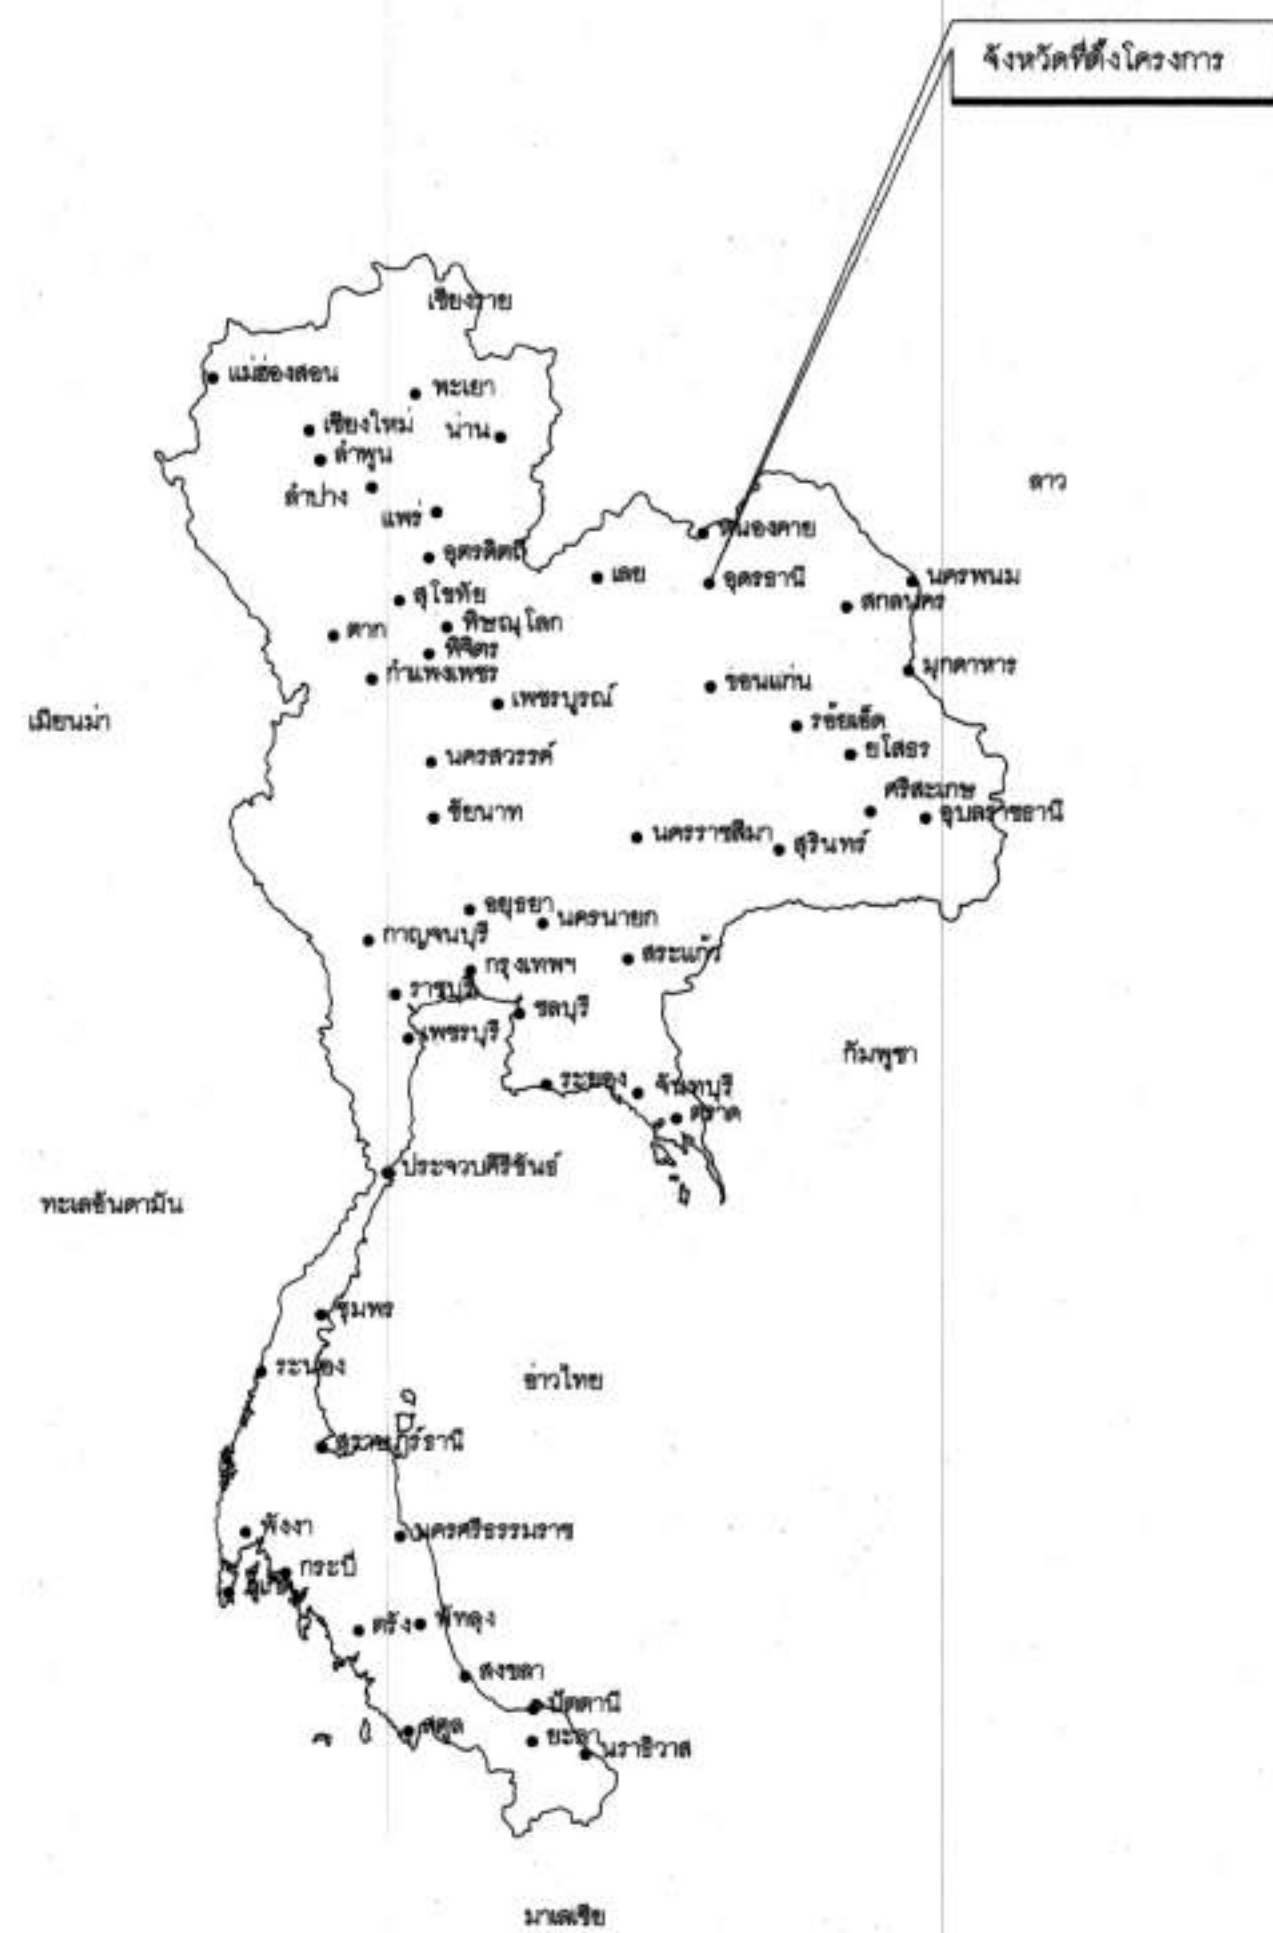 จังหวัดที่ตั้งโครงการ
เชียงราย
แม่ฮ่องสอน
พะเยา
เชียงใหม่
น่าน
ลำพูน
ลาว
ลำปาง
แพร่
หนองคาย
อุตรดิตถ์
เลย
อุดรธานี
นครพนม
สุโขทัย
สกลนคร
พิษณุโลก
ตาก
พิจิตร
มุกดาหาร
กำแพงเพชร
ขอนแก่น
เพชรบูรณ์
เมียนม่า
ร้อยเอ็ด
นครสวรรค์
ยโสธร
ศรีสะเกษ
ชัยนาท
อุบลราชธานี
นครราชสีมา
สุรินทร์
อยุธยา
นครนายก
กาญจนบุรี
สระแก้ว
กรุงเทพฯ
ราชบุรี
ชลบุรี
เพชรบุรี
กัมพูชา
ระยอง
จันทบุรี
ตราด
ประจวบคิริขันธ์
ทะเลอันดามัน
ชุมพร
ระนอง
อ่าวไทย
สุราษฎร์ธานี
พังงา
นครศรีธรรมราช
กระบี่
ภูเก็ต
ตรัง
พัทลุง
สงขลา
ปัตตานี
สตูล
ยะลา
นราธิวาส
มาเลเซีย